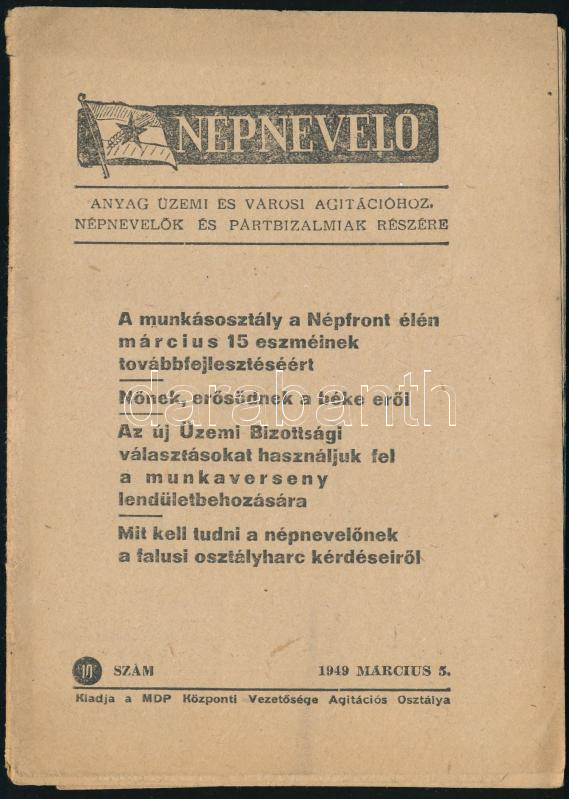 NÉPNEVELŐ
ANYAG ÜZEMI ÉS VÁROSI AGITÁCIÓHOZ.
NÉPNEVELŐK ÉS PÁRTBIZALMIAK RÉSZÉRE
A munkásosztály a Népfront élén
március 15 eszméinek
továbbfejlesztéséért
Nőnek, erősödnek a béke erői
darabanth
Az új Üzemi Bizottsági
választásokat használjuk fel
a munkaverseny
lendületbehozására
Mit kell tudni a népnevelőnek
a falusi osztályharc kérdéseiről
SZÁM 1949 MÁRCIUS 5.
Kiadja a MDP Központi Vezetősége Agitációs Osztálya